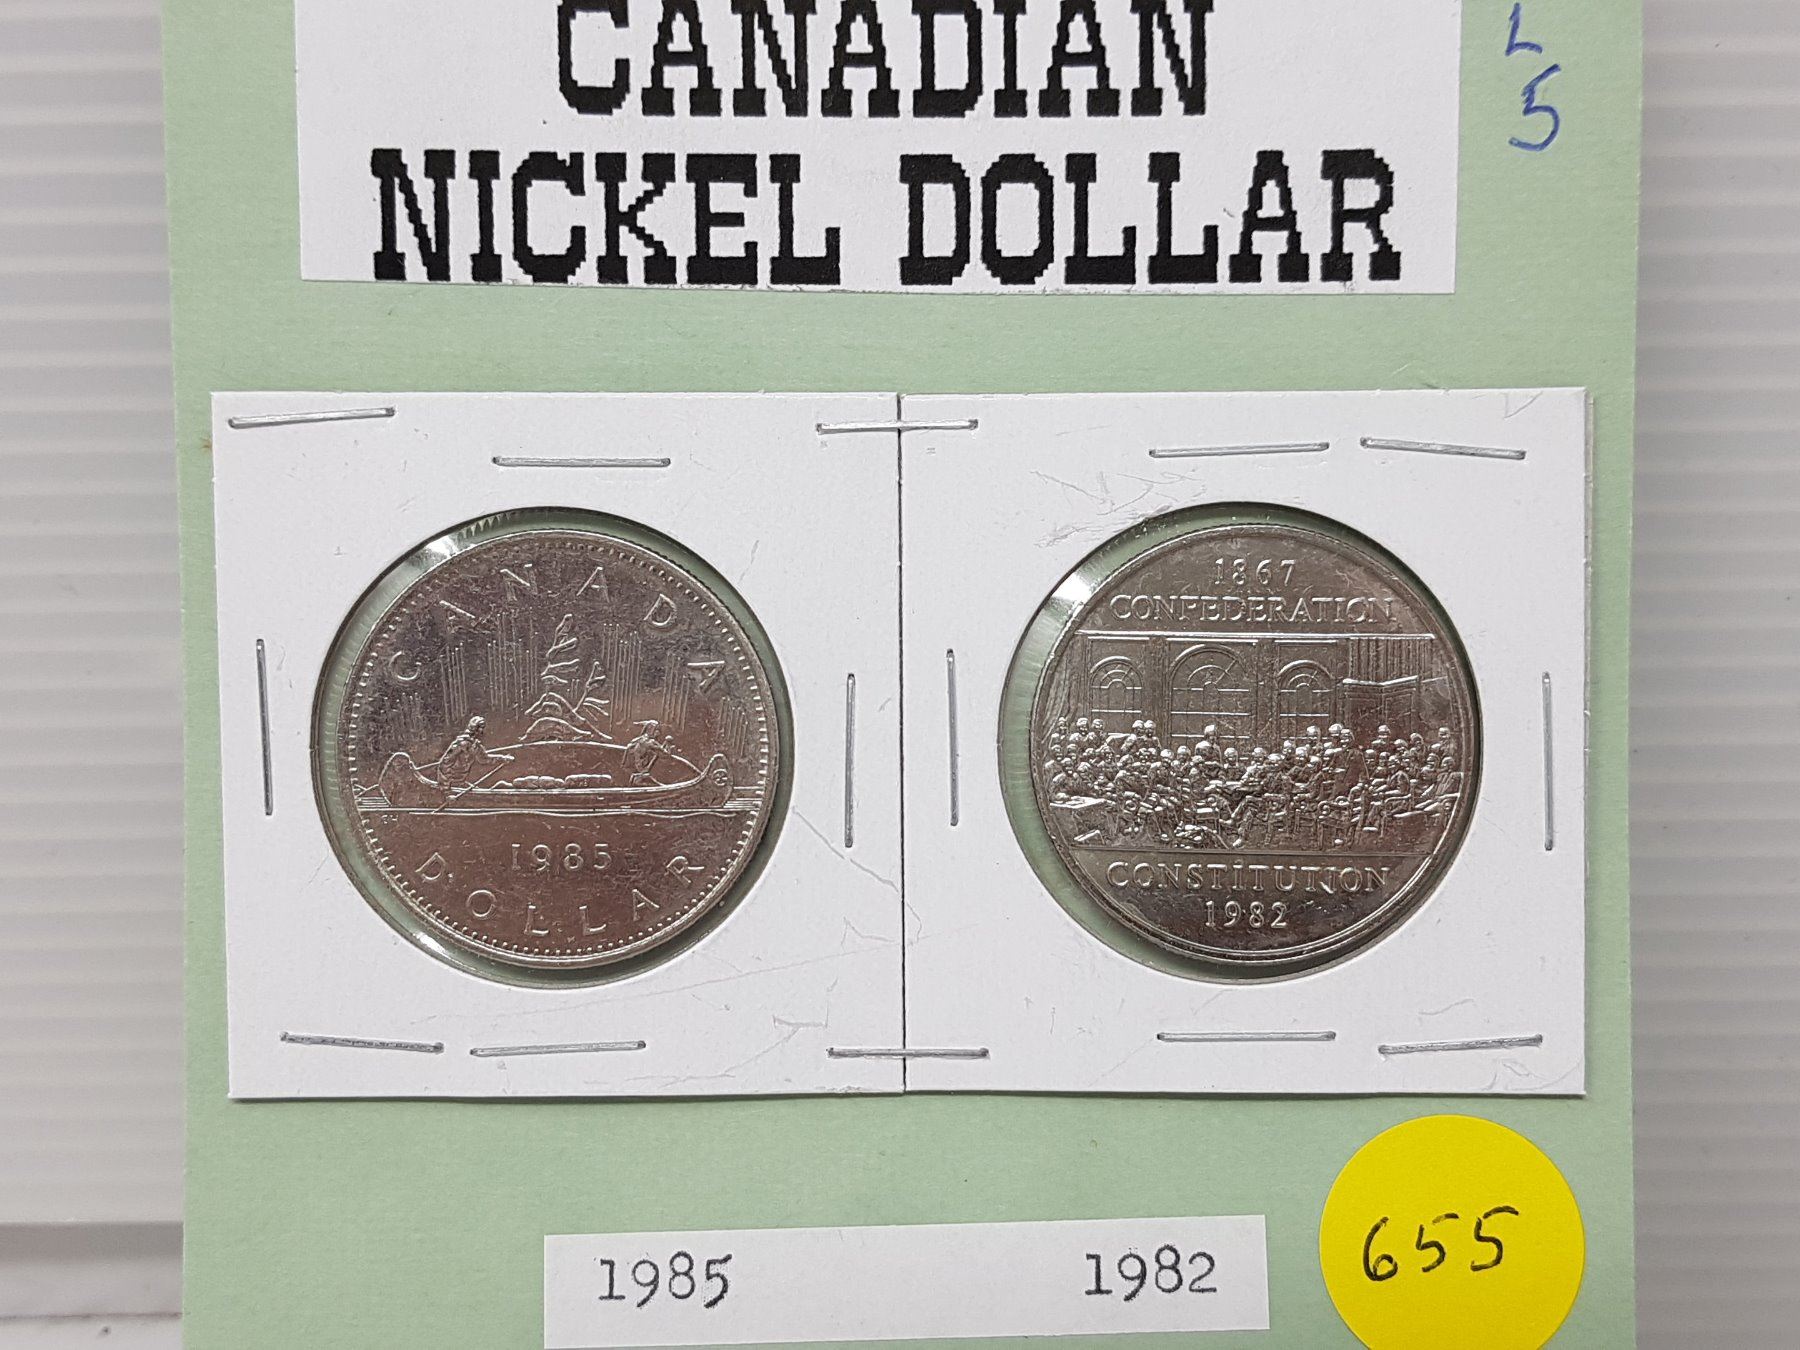 CANADIAN
NICKEL DOLLAR
L
5
CANADA
1985
DOLLAR
1867
CONFEDERATION
CONSTITUTION
1982
1985 1982
655